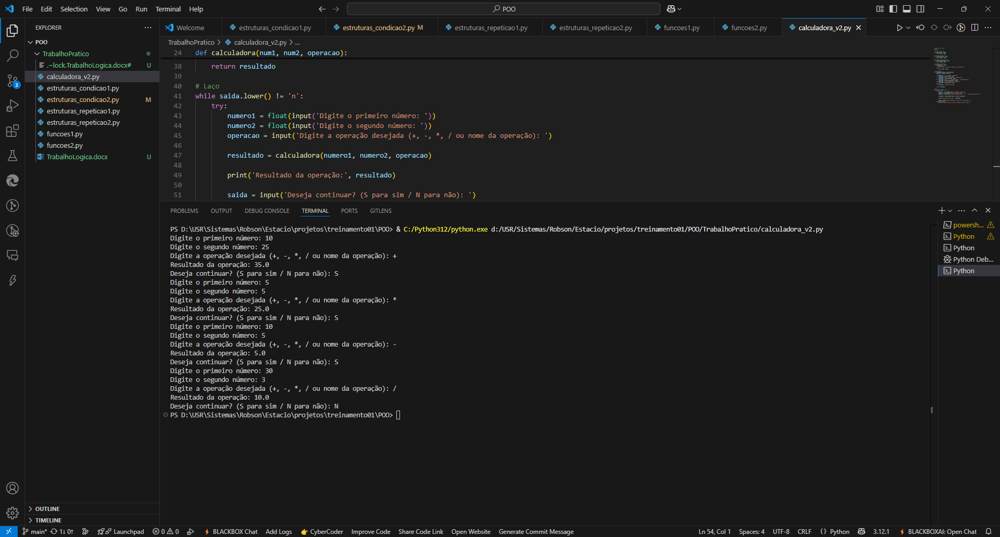 File Edit Selection View Go Run Terminal Help
POO
EXPLORER
POO
TrabalhoPratico
.~lock.TrabalhoLogica.docx# U
calculadora_v2.py
estruturas_condicao1.py
estruturas_condicao2.py M
estruturas_repeticao1.py
estruturas_repeticao2.py
funcoes1.py
funcoes2.py
TrabalhoLogica.docx U
OUTLINE
TIMELINE
Welcome estruturas_condicao1.py estruturas_condicao2.py M estruturas_repeticao1.py estruturas_repeticao2.py funcoes1.py funcoes2.py calculadora_v2.py
TrabalhoPratico > calculadora_v2.py > ...
24 def calculadora(num1, num2, operacao):
38 return resultado
39
40 # Laço
41 while saida.lower() != 'n':
42 try:
43 numero1 = float(input('Digite o primeiro número: '))
44 numero2 = float(input('Digite o segundo número: '))
45 operacao = input('Digite a operação desejada (+, -, *, / ou nome da operação): ')
46
47 resultado = calculadora(numero1, numero2, operacao)
48
49 print('Resultado da operação:', resultado)
50
51 saida = input('Deseja continuar? (S para sim / N para não): ')
PROBLEMS OUTPUT DEBUG CONSOLE TERMINAL PORTS GITLENS
PS D:\USR\Sistemas\Robson\Estacio\projetos\treinamento01\POO> & C:/Python312/python.exe d:/USR/Sistemas/Robson/Estacio/projetos/treinamento01/POO/TrabalhoPratico/calculadora_v2.py
Digite o primeiro número: 10
Digite o segundo número: 25
Digite a operação desejada (+, -, *, / ou nome da operação): +
Resultado da operação: 35.0
Deseja continuar? (S para sim / N para não): S
Digite o primeiro número: 5
Digite o segundo número: 5
Digite a operação desejada (+, -, *, / ou nome da operação): *
Resultado da operação: 25.0
Deseja continuar? (S para sim / N para não): S
Digite o primeiro número: 10
Digite o segundo número: 5
Digite a operação desejada (+, -, *, / ou nome da operação): -
Resultado da operação: 5.0
Deseja continuar? (S para sim / N para não): S
Digite o primeiro número: 30
Digite o segundo número: 3
Digite a operação desejada (+, -, *, / ou nome da operação): /
Resultado da operação: 10.0
Deseja continuar? (S para sim / N para não): N
PS D:\USR\Sistemas\Robson\Estacio\projetos\treinamento01\POO>
powersh...
Python
Python
Python Deb...
Python
3
main* 1↓ 0↑ Launchpad 0 0 BLACKBOX Chat Add Logs CyberCoder Improve Code Share Code Link Open Website Generate Commit Message Ln 54, Col 1 Spaces: 4 UTF-8 CRLF {} Python 3.12.1 BLACKBOXAI: Open Chat